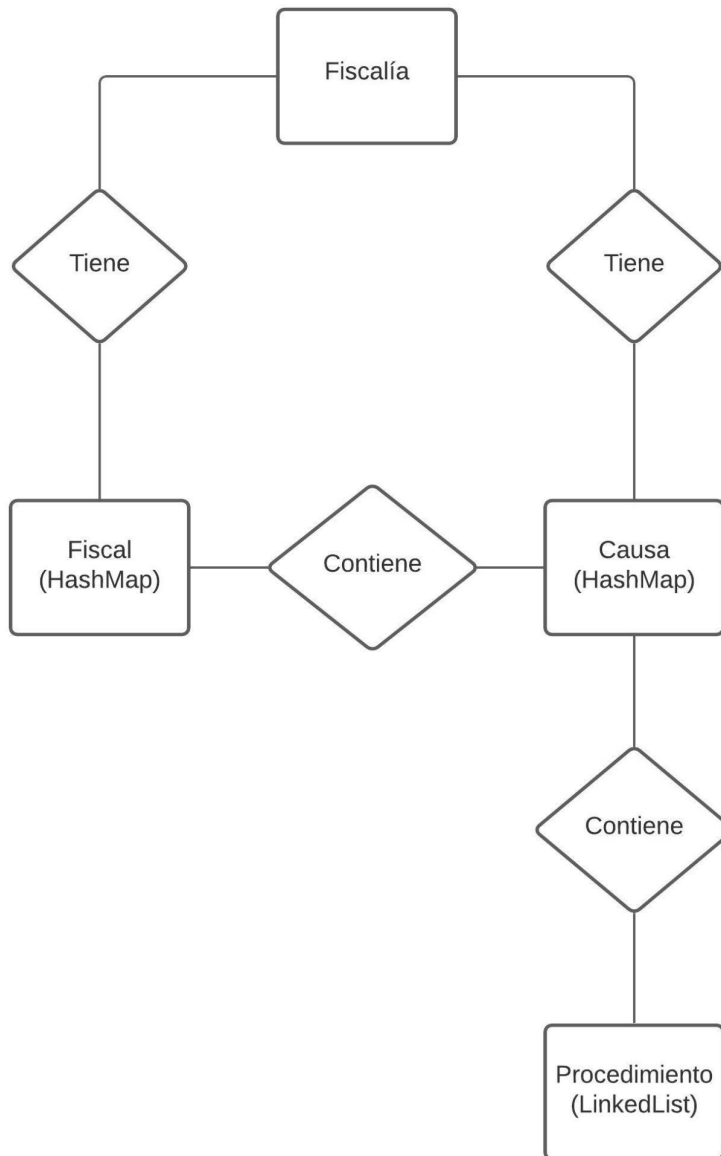 Fiscalía
Tiene
Tiene
Fiscal
(HashMap)
Contiene
Causa
(HashMap)
Contiene
Procedimiento
(LinkedList)